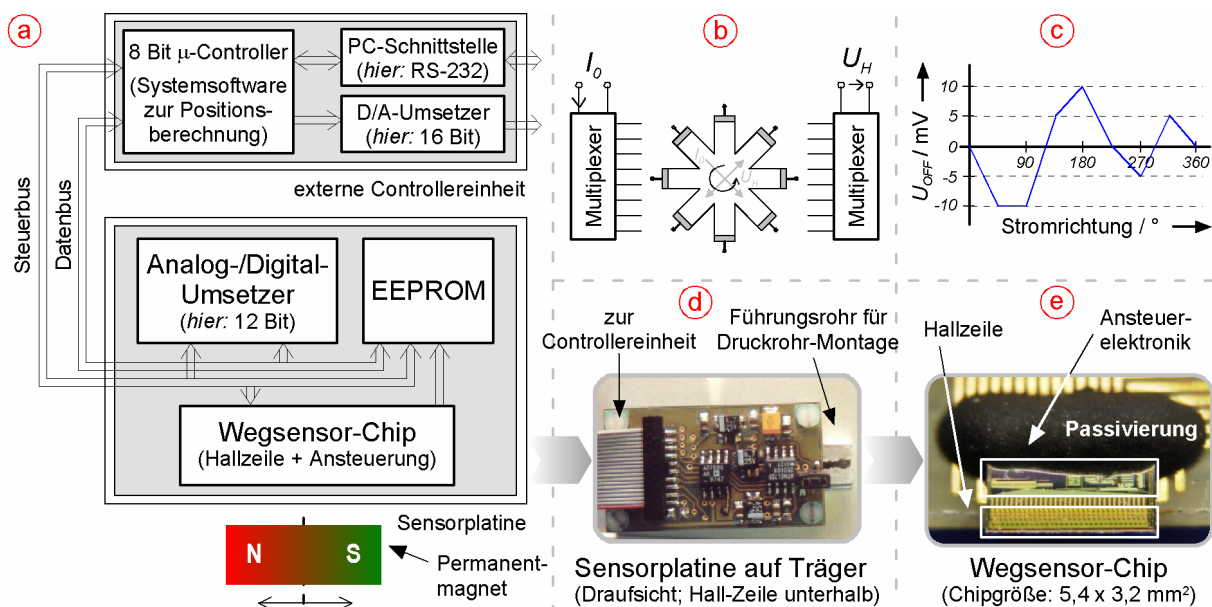 a
8 Bit µ-Controller
(Systemsoftware
zur Positions-
berechnung)
PC-Schnittstelle
(hier: RS-232)
D/A-Umsetzer
(hier: 16 Bit)
externe Controllereinheit
Steuerbus
Datenbus
Analog-/Digital-
Umsetzer
(hier: 12 Bit)
EEPROM
Wegsensor-Chip
(Hallzeile + Ansteuerung)
Sensorplatine
N S
Permanent-
magnet
b
I0
UH
Multiplexer
I0
UH
Multiplexer
c
UOFF / mV
10
5
0
-5
-10
90
180
270
360
Stromrichtung / °
d
zur
Controllereinheit
Führungsrohr für
Druckrohr-Montage
Sensorplatine auf Träger
(Draufsicht; Hall-Zeile unterhalb)
e
Hallzeile
Ansteuer-
elektronik
Passivierung
Wegsensor-Chip
(Chipgröße: 5,4 x 3,2 mm²)